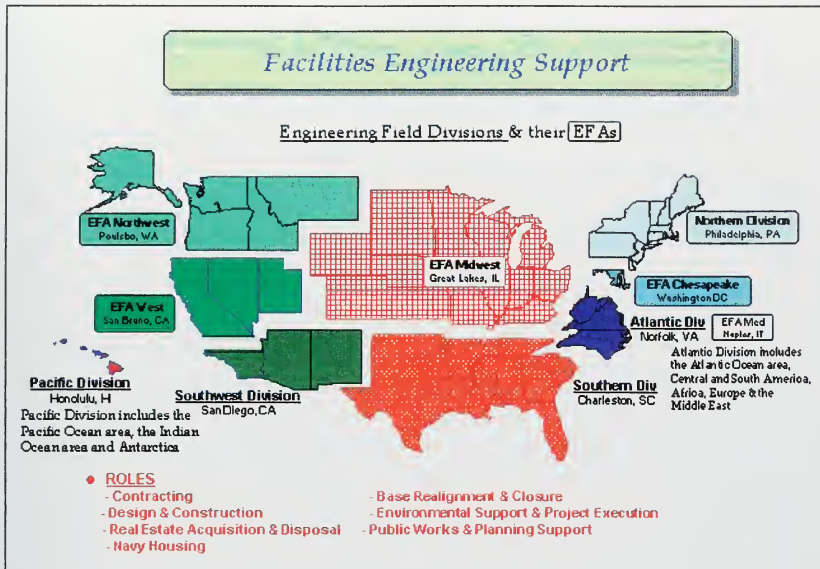 Facilities Engineering Support
Engineering Field Divisions & their EFAs
EFA Northwest
Poulsbo, WA
Northern Division
Philadelphia, PA
EFA Midwest
Great Lakes, IL
EFA Chesapeake
Washington DC
EFA West
San Bruno, CA
Atlantic Div
Norfolk, VA
EFA Med
Naples, IT
Atlantic Division includes
the Atlantic Ocean area,
Central and South America,
Africa, Europe & the
Middle East
Pacific Division
Honolulu, H
Pacific Division includes the
Pacific Ocean area, the Indian
Ocean area and Antarctica
Southwest Division
San Diego, CA
Southern Div
Charleston, SC
• ROLES
- Contracting
- Design & Construction
- Real Estate Acquisition & Disposal
- Navy Housing
- Base Realignment & Closure
- Environmental Support & Project Execution
- Public Works & Planning Support